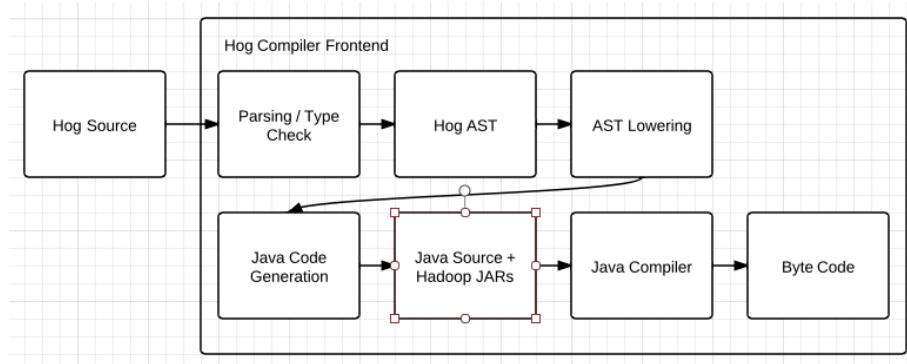 Hog Compiler Frontend
Hog Source
Parsing / Type
Check
Hog AST
AST Lowering
Java Code
Generation
Java Source +
Hadoop JARs
Java Compiler
Byte Code